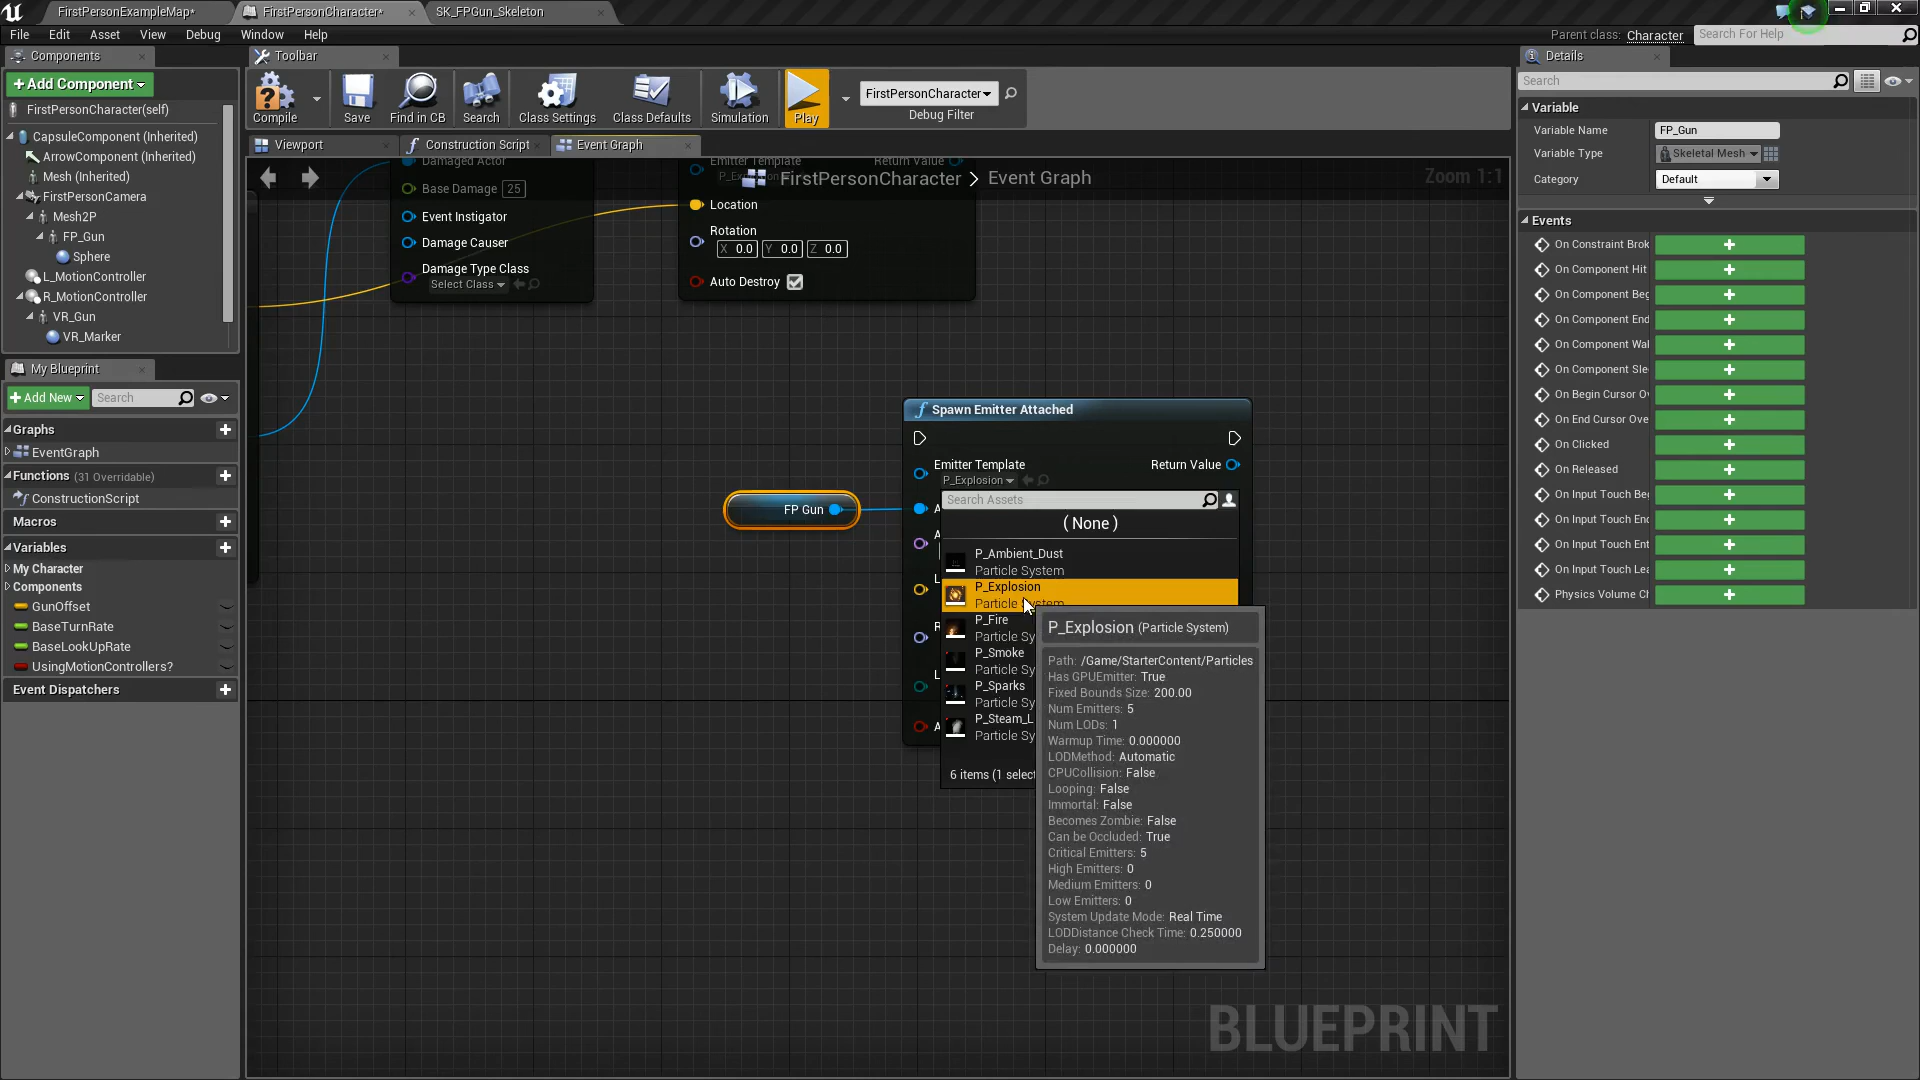 FirstPersonExampleMap*
FirstPersonCharacter*
SK_FPGun_Skeleton
File Edit Asset View Debug Window Help
Parent class: Character
Search For Help
Components
Add Component
FirstPersonCharacter(self)
CapsuleComponent (Inherited)
ArrowComponent (Inherited)
Mesh (Inherited)
FirstPersonCamera
Mesh2P
FP_Gun
Sphere
L_MotionController
R_MotionController
VR_Gun
VR_Marker
My Blueprint
Add New
Search
Graphs
EventGraph
Functions (31 Overridable)
ConstructionScript
Macros
Variables
My Character
Components
GunOffset
BaseTurnRate
BaseLookUpRate
UsingMotionControllers?
Event Dispatchers
Toolbar
Compile
Save
Find in CB
Search
Class Settings
Class Defaults
Simulation
Play
FirstPersonCharacter
Debug Filter
Viewport
Construction Script
Event Graph
FirstPersonCharacter > Event Graph
Zoom 1:1
Damaged Actor
Base Damage 25
Event Instigator
Damage Causer
Damage Type Class
Select Class
Emitter Template
Return Value
Location
Rotation
X 0.0 Y 0.0 Z 0.0
Auto Destroy
FP Gun
Spawn Emitter Attached
Emitter Template
P_Explosion
Return Value
Search Assets
( None )
P_Ambient_Dust
Particle System
P_Explosion
Particle System
P_Fire
Particle Sy
P_Smoke
Particle Sy
P_Sparks
Particle Sy
P_Steam_L
Particle Sy
6 items (1 select
P_Explosion (Particle System)
Path: /Game/StarterContent/Particles
Has GPUEmitter: True
Fixed Bounds Size: 200.00
Num Emitters: 5
Num LODs: 1
Warmup Time: 0.000000
LODMethod: Automatic
CPUCollision: False
Looping: False
Immortal: False
Becomes Zombie: False
Can be Occluded: True
Critical Emitters: 5
High Emitters: 0
Medium Emitters: 0
Low Emitters: 0
System Update Mode: Real Time
LODDistance Check Time: 0.250000
Delay: 0.000000
BLUEPRINT
Details
Search
Variable
Variable Name FP_Gun
Variable Type Skeletal Mesh
Category Default
Events
On Constraint Brok
On Component Hit
On Component Beg
On Component End
On Component Wal
On Component Sle
On Begin Cursor Ov
On End Cursor Ove
On Clicked
On Released
On Input Touch Beg
On Input Touch End
On Input Touch Ent
On Input Touch Lea
Physics Volume Ch